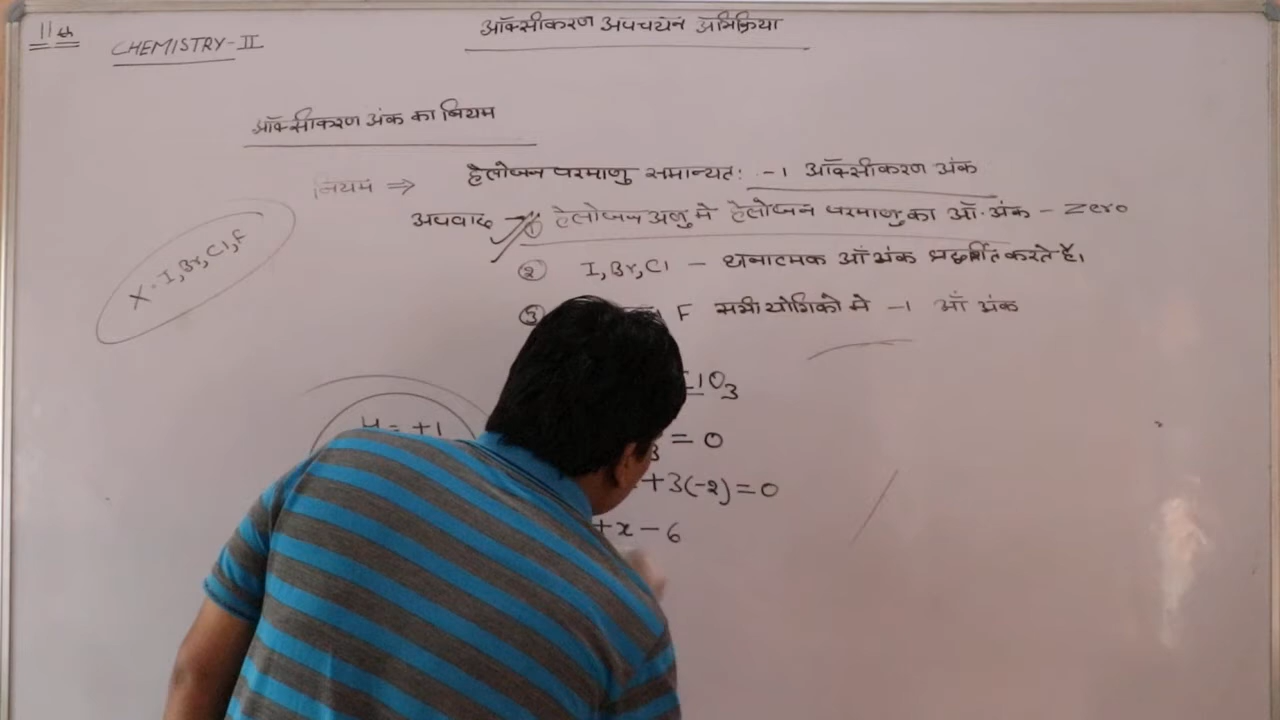 11th
CHEMISTRY-II
ऑक्सीकरण अपचयन अभिक्रिया
ऑक्सीकरण अंक का नियम
नियम ⇒ हैलोजन परमाणु समान्यत: -1 ऑक्सीकरण अंक
अपवाद → ① हैलोजन अणु मे हैलोजन परमाणु का ऑ. अंक - Zero
② I, Br, Cl - धनात्मक ऑ अंक प्रदर्शित करते है।
③ F सभी योगिको मे -1 ऑ अंक
X = I, Br, Cl, F
ClO₃
H = +1
3 = 0
+3(-2) = 0
+x - 6